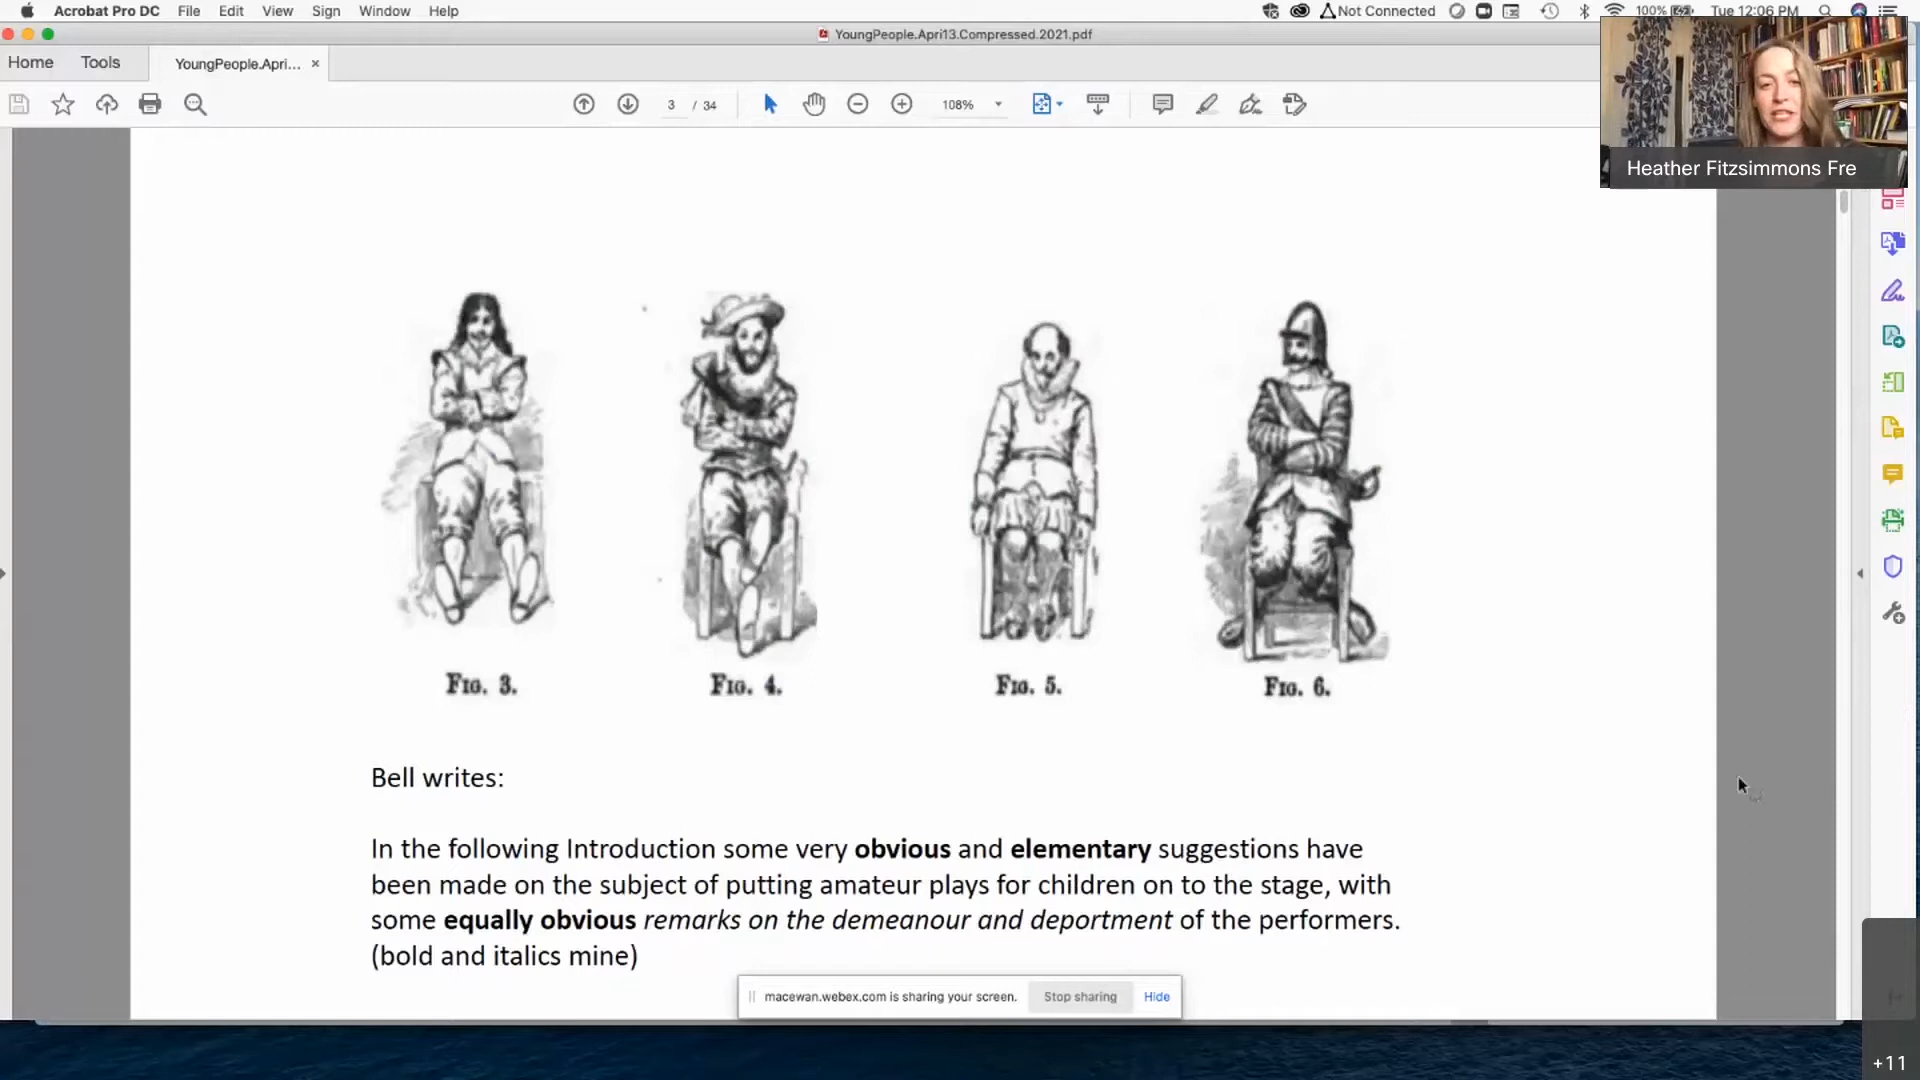 Acrobat Pro DC File Edit View Sign Window Help
Not Connected 100% Tue 12:06 PM
YoungPeople.Apri13.Compressed.2021.pdf
Home Tools YoungPeople.Apri... ×
3 / 34 108%
Heather Fitzsimmons Fre
FIG. 3. FIG. 4. FIG. 5. FIG. 6.
Bell writes:
In the following Introduction some very obvious and elementary suggestions have
been made on the subject of putting amateur plays for children on to the stage, with
some equally obvious remarks on the demeanour and deportment of the performers.
(bold and italics mine)
macewan.webex.com is sharing your screen. Stop sharing Hide
+11